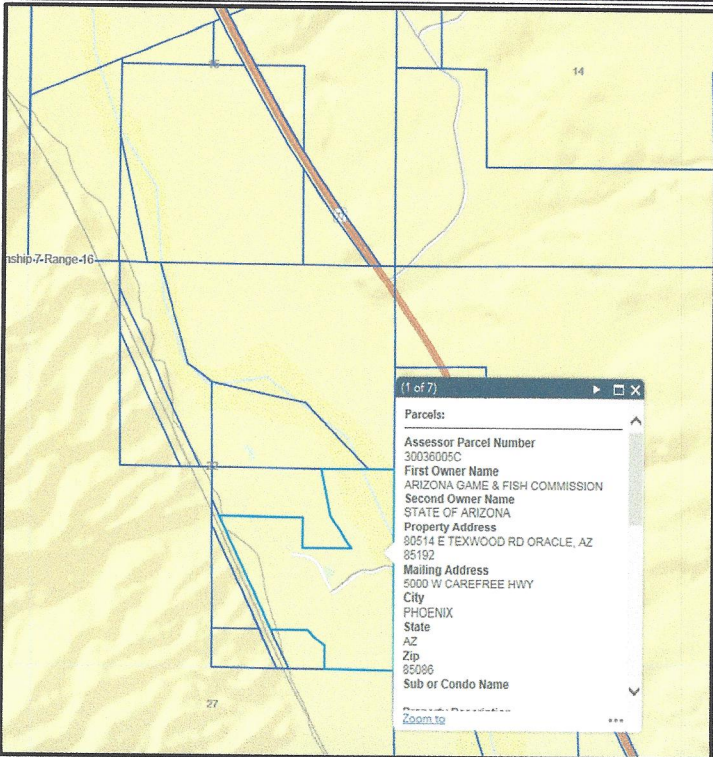 14
nship-7-Range-16
(1 of 7)
Parcels:
Assessor Parcel Number
30036005C
First Owner Name
ARIZONA GAME & FISH COMMISSION
Second Owner Name
STATE OF ARIZONA
Property Address
80514 E TEXWOOD RD ORACLE, AZ
85192
Mailing Address
5000 W CAREFREE HWY
City
PHOENIX
State
AZ
Zip
85086
Sub or Condo Name
27
Zoom to
...